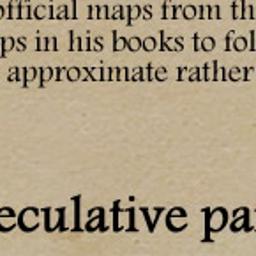 official maps from th
ps in his books to fol
approximate rather
eculative pa